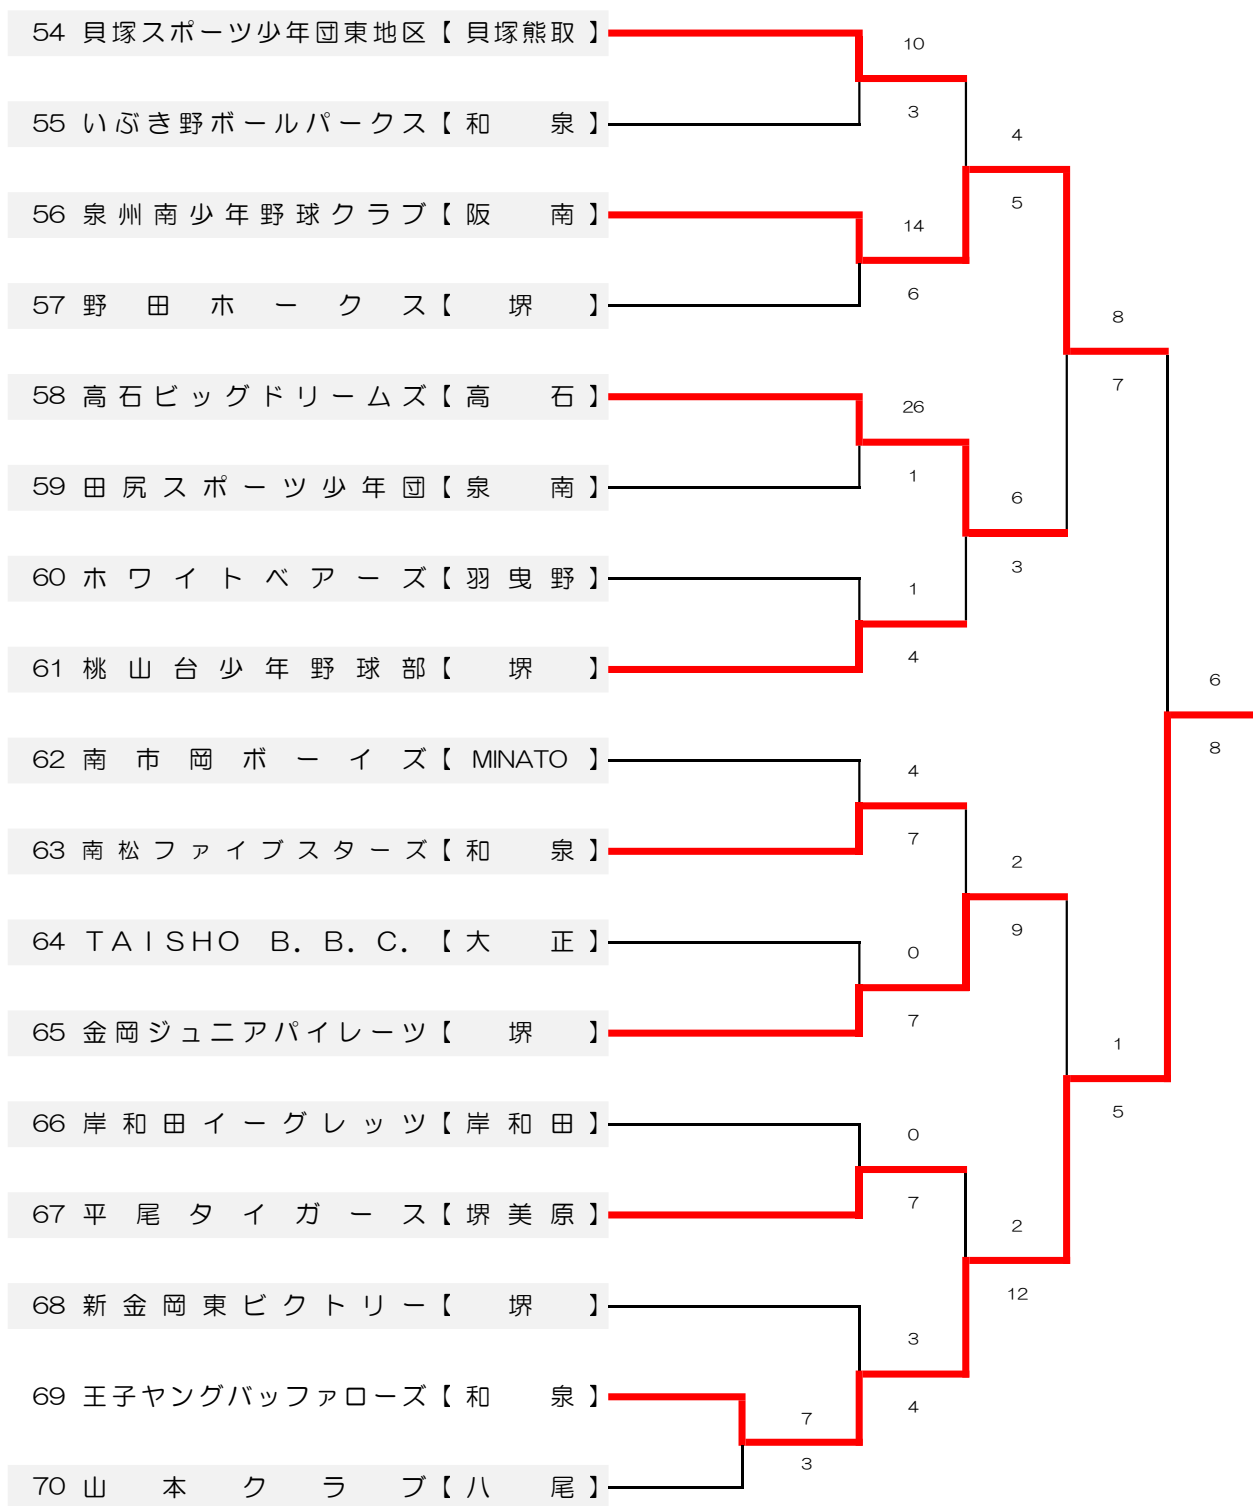 54 貝塚スポーツ少年団東地区【 貝塚熊取 】
10
3
55 いぶき野ボールパークス【 和 泉 】
4
5
56 泉州南少年野球クラブ【 阪 南 】
14
6
57 野田ホークス【 堺 】
8
7
58 高石ビッグドリームズ【 高 石 】
26
1
59 田尻スポーツ少年団【 泉 南 】
6
3
60 ホワイトベアーズ【 羽曳野 】
1
4
61 桃山台少年野球部【 堺 】
6
8
62 南市岡ボーイズ【 MINATO 】
4
7
63 南松ファイブスターズ【 和 泉 】
2
9
64 TAISHO B.B.C.【 大 正 】
0
7
65 金岡ジュニアパイレーツ【 堺 】
1
5
66 岸和田イーグレッツ【 岸和田 】
0
7
67 平尾タイガース【 堺美原 】
2
12
68 新金岡東ビクトリー【 堺 】
3
4
69 王子ヤングバッファローズ【 和 泉 】
7
3
70 山本クラブ【 八 尾 】